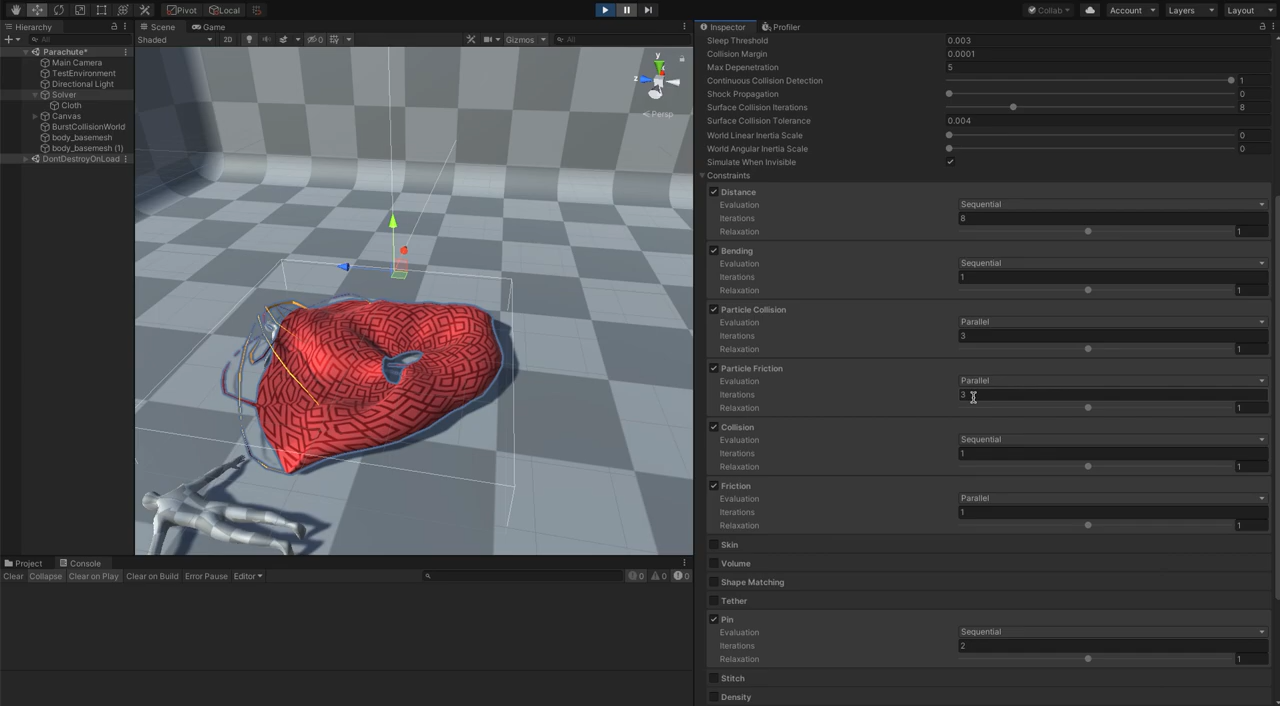 Pivot Local Collab Account Layers Layout
Hierarchy Scene Game Inspector Profiler
All Shaded 2D 0 Gizmos All
Parachute*
Main Camera
TestEnvironment
Directional Light
Solver
Cloth
Canvas
BurstCollisionWorld
body_basemesh
body_basemesh (1)
DontDestroyOnLoad
y
z
Persp
Sleep Threshold 0.003
Collision Margin 0.0001
Max Depenetration 5
Continuous Collision Detection 1
Shock Propagation 0
Surface Collision Iterations 8
Surface Collision Tolerance 0.004
World Linear Inertia Scale 0
World Angular Inertia Scale 0
Simulate When Invisible
Constraints
Distance
Evaluation Sequential
Iterations 8
Relaxation 1
Bending
Evaluation Sequential
Iterations 1
Relaxation 1
Particle Collision
Evaluation Parallel
Iterations 3
Relaxation 1
Particle Friction
Evaluation Parallel
Iterations 3
Relaxation 1
Collision
Evaluation Sequential
Iterations 1
Relaxation 1
Friction
Evaluation Parallel
Iterations 1
Relaxation 1
Skin
Volume
Shape Matching
Tether
Pin
Evaluation Sequential
Iterations 2
Relaxation 1
Stitch
Density
Project Console
Clear Collapse Clear on Play Clear on Build Error Pause Editor 0 0 0